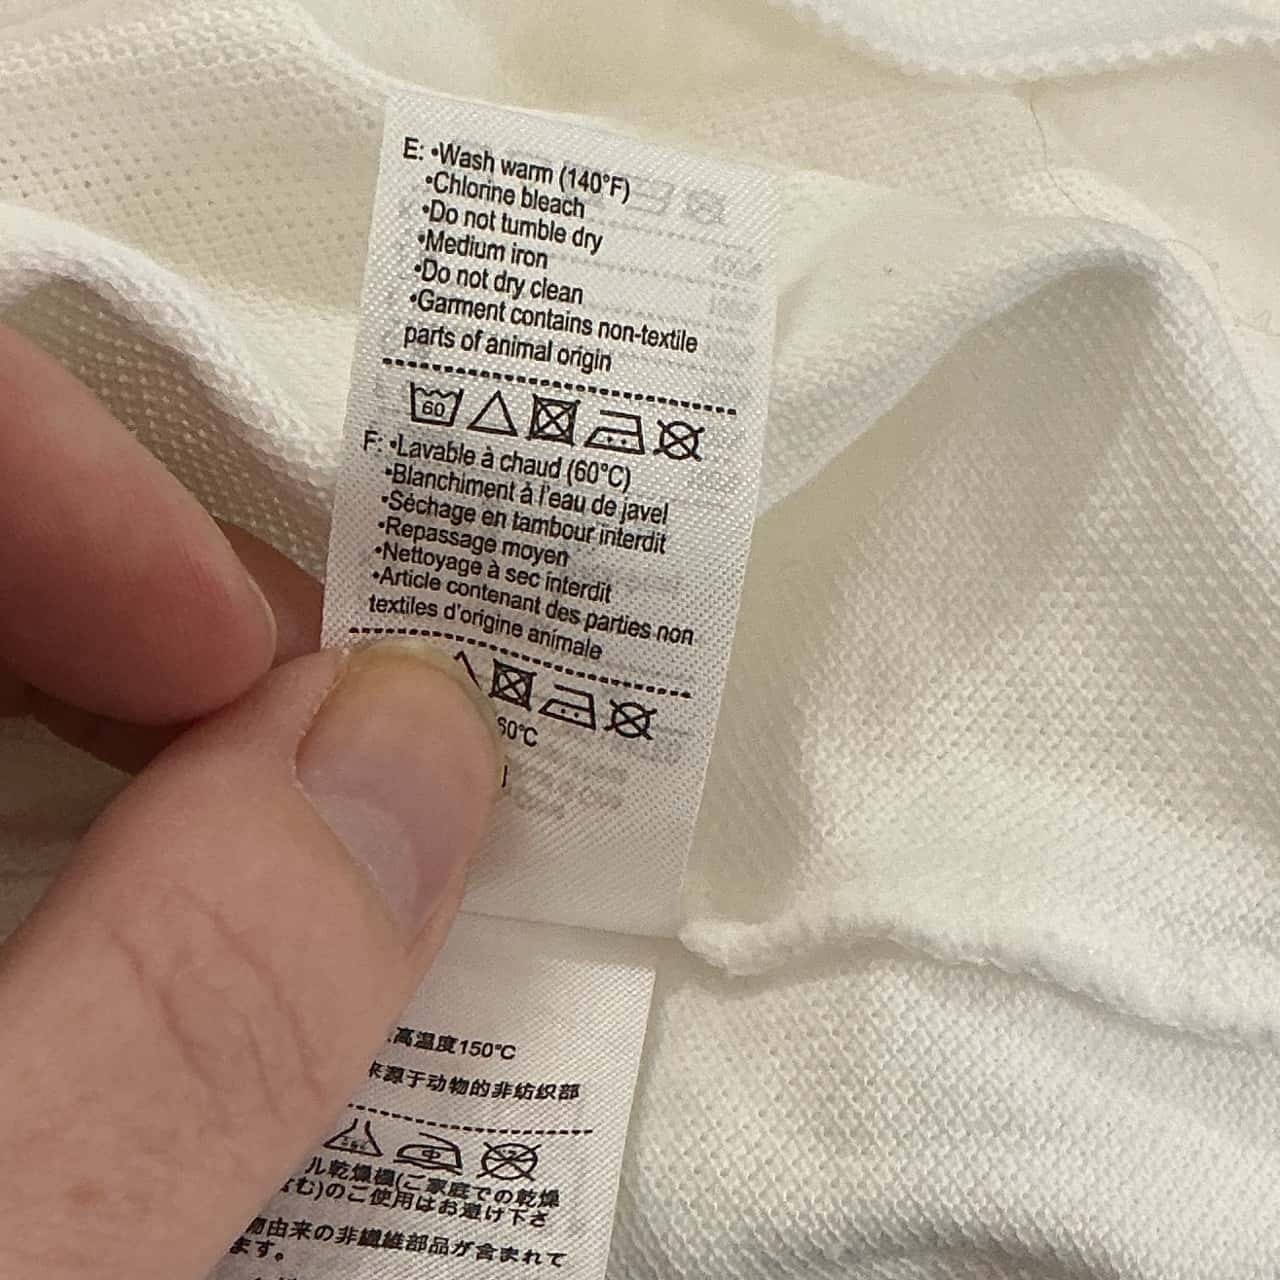 E: •Wash warm (140°F)
•Chlorine bleach
•Do not tumble dry
•Medium iron
•Do not dry clean
•Garment contains non-textile
parts of animal origin
60
F: •Lavable à chaud (60°C)
•Blanchiment à l'eau de javel
•Séchage en tambour interdit
•Repassage moyen
•Nettoyage à sec interdit
•Article contenant des parties non
textiles d'origine animale
60℃
高温度150℃
来源于动物的非纺织部
中
ル乾燥機(ご家庭での乾燥
含む)のご使用はお避け下さ
物由来の非繊維部品が含まれて
ます。